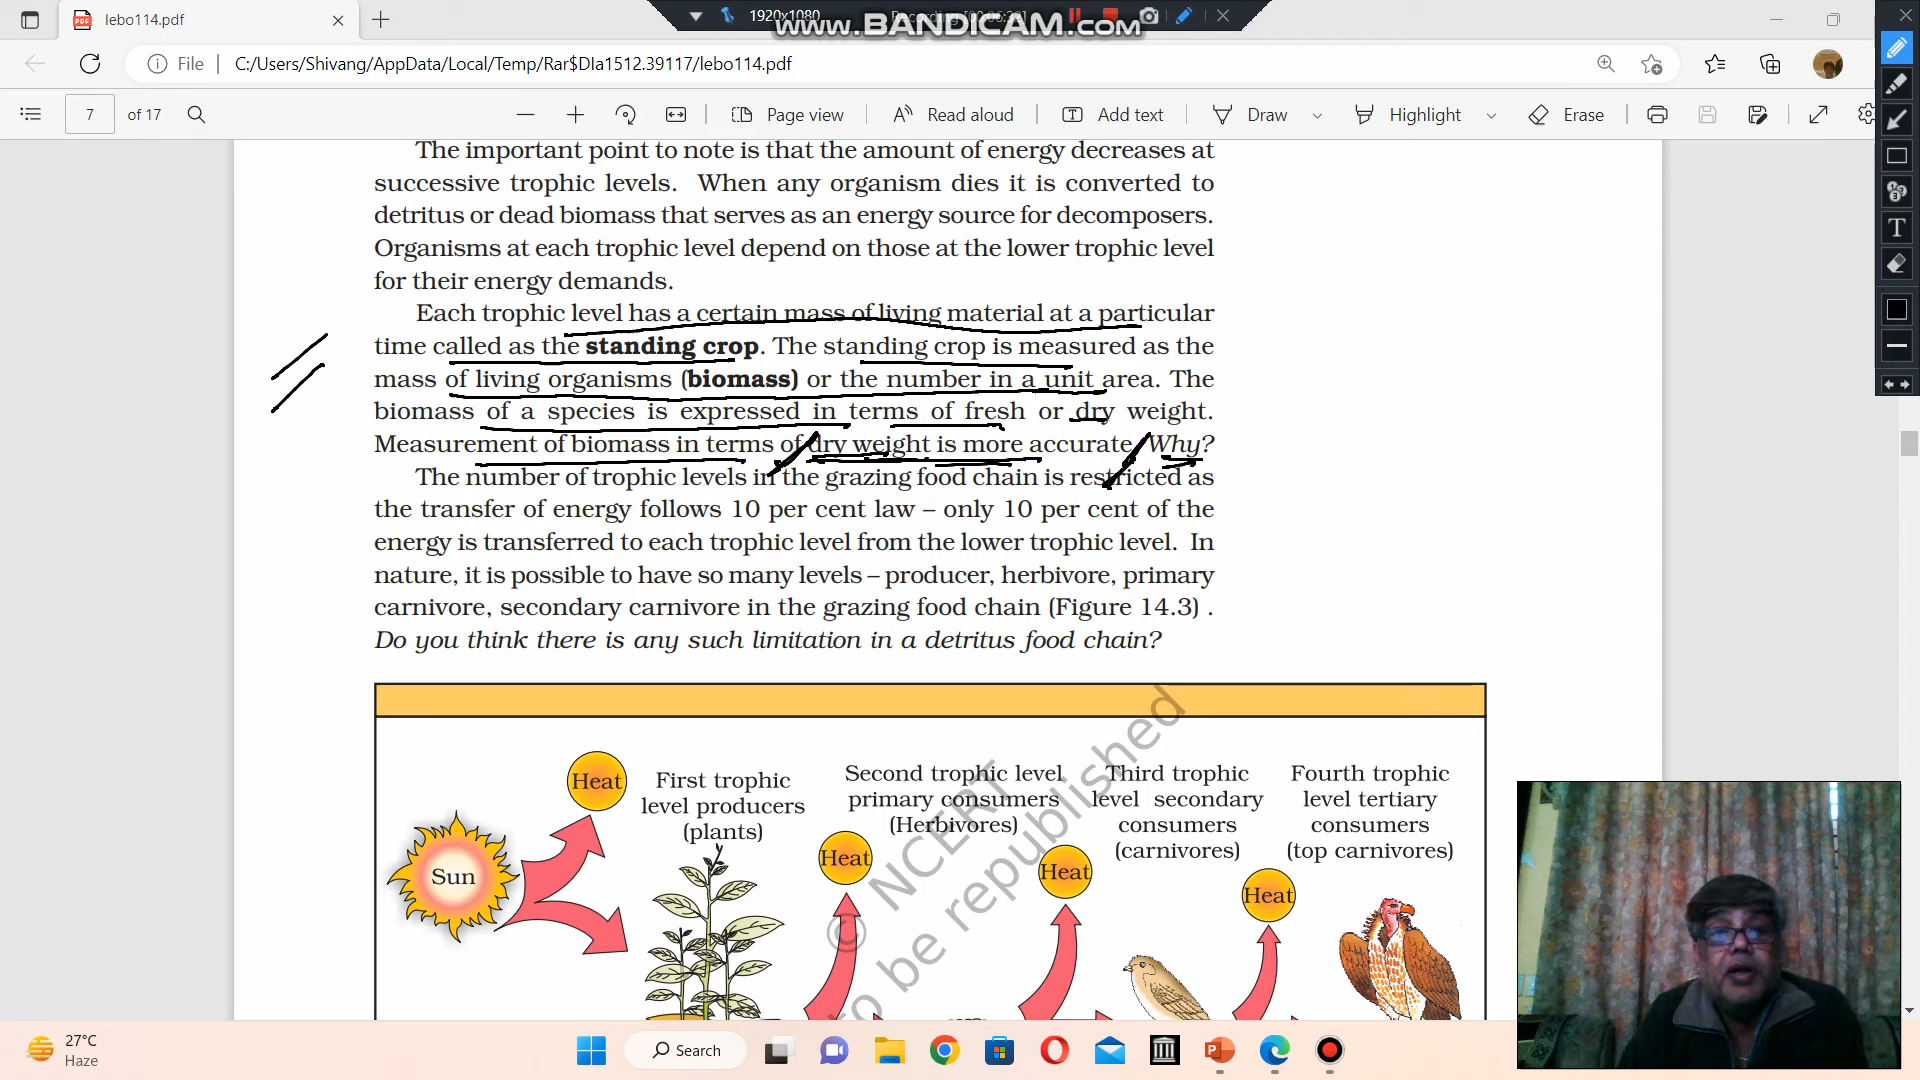 lebo114.pdf
1920x1080
Recording [00:06:33]
www.BANDICAM.com
File
C:/Users/Shivang/AppData/Local/Temp/Rar$DIa1512.39117/lebo114.pdf
7 of 17
Page view
Read aloud
Add text
Draw
Highlight
Erase
The important point to note is that the amount of energy decreases at
successive trophic levels. When any organism dies it is converted to
detritus or dead biomass that serves as an energy source for decomposers.
Organisms at each trophic level depend on those at the lower trophic level
for their energy demands.
Each trophic level has a certain mass of living material at a particular
time called as the standing crop. The standing crop is measured as the
mass of living organisms (biomass) or the number in a unit area. The
biomass of a species is expressed in terms of fresh or dry weight.
Measurement of biomass in terms of dry weight is more accurate. Why?
The number of trophic levels in the grazing food chain is restricted as
the transfer of energy follows 10 per cent law – only 10 per cent of the
energy is transferred to each trophic level from the lower trophic level. In
nature, it is possible to have so many levels – producer, herbivore, primary
carnivore, secondary carnivore in the grazing food chain (Figure 14.3) .
Do you think there is any such limitation in a detritus food chain?
Heat
First trophic
level producers
(plants)
Second trophic level
primary consumers
(Herbivores)
Third trophic
level secondary
consumers
(carnivores)
Fourth trophic
level tertiary
consumers
(top carnivores)
Sun
Heat
Heat
Heat
© NCERT
to be republished
27°C
Haze
Search